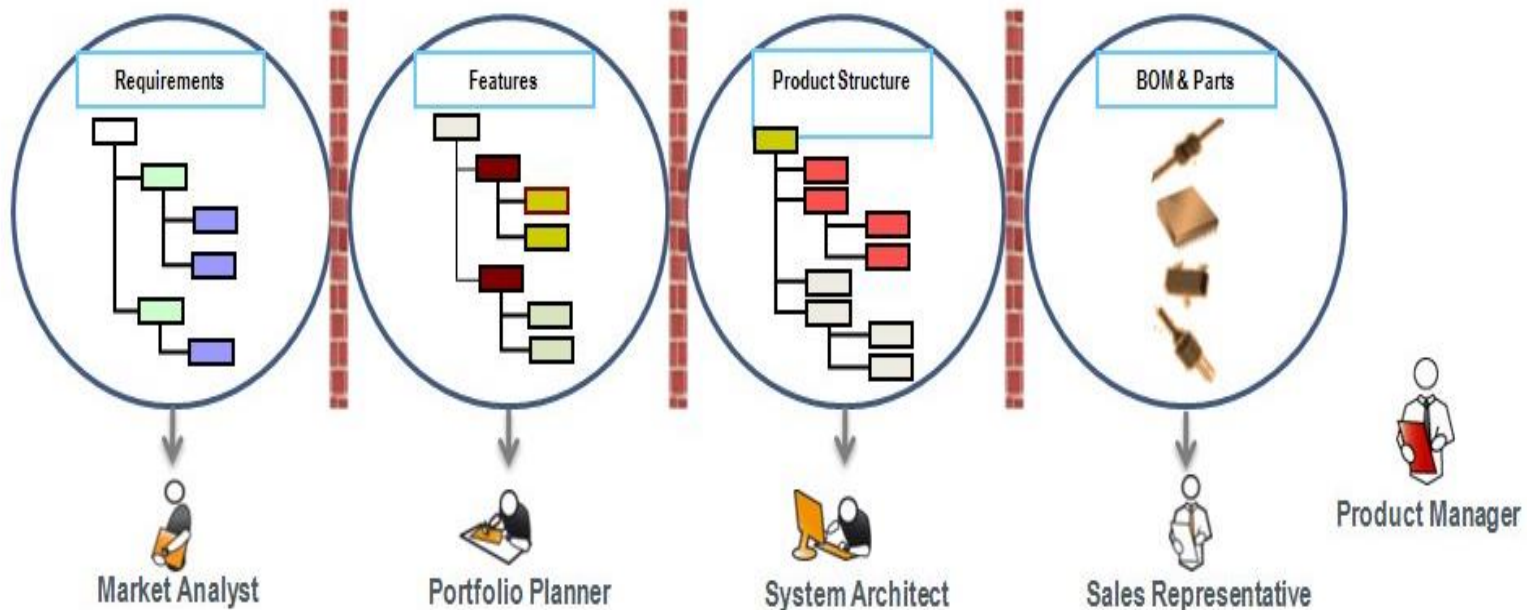 Requirements
Features
Product Structure
BOM & Parts
Market Analyst
Portfolio Planner
System Architect
Sales Representative
Product Manager